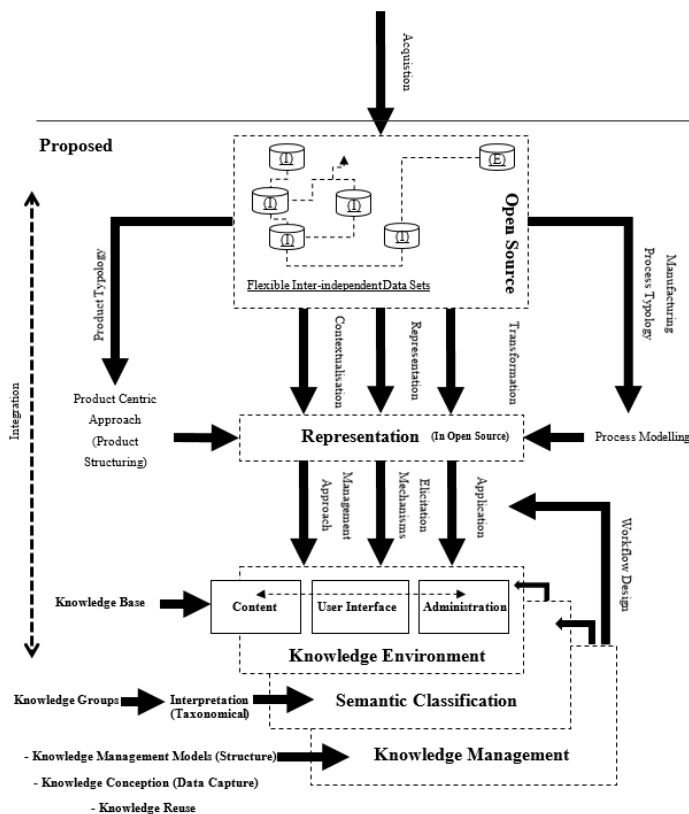 Acquistion
Proposed
(I)
(E)
(I)
(I)
(I)
(I)
Open Source
Flexible Inter-independent Data Sets
Product Typology
Manufacturing
Process Typology
Integration
Contextualisation
Representation
Transformation
Product Centric
Approach
(Product
Structuring)
Representation (In Open Source)
Process Modelling
Management
Approach
Elicitation
Mechanisms
Application
Workflow Design
Knowledge Base
Content
User Interface
Administration
Knowledge Environment
Knowledge Groups
Interpretation
(Taxonomical)
Semantic Classification
- Knowledge Management Models (Structure)
Knowledge Management
- Knowledge Conception (Data Capture)
- Knowledge Reuse